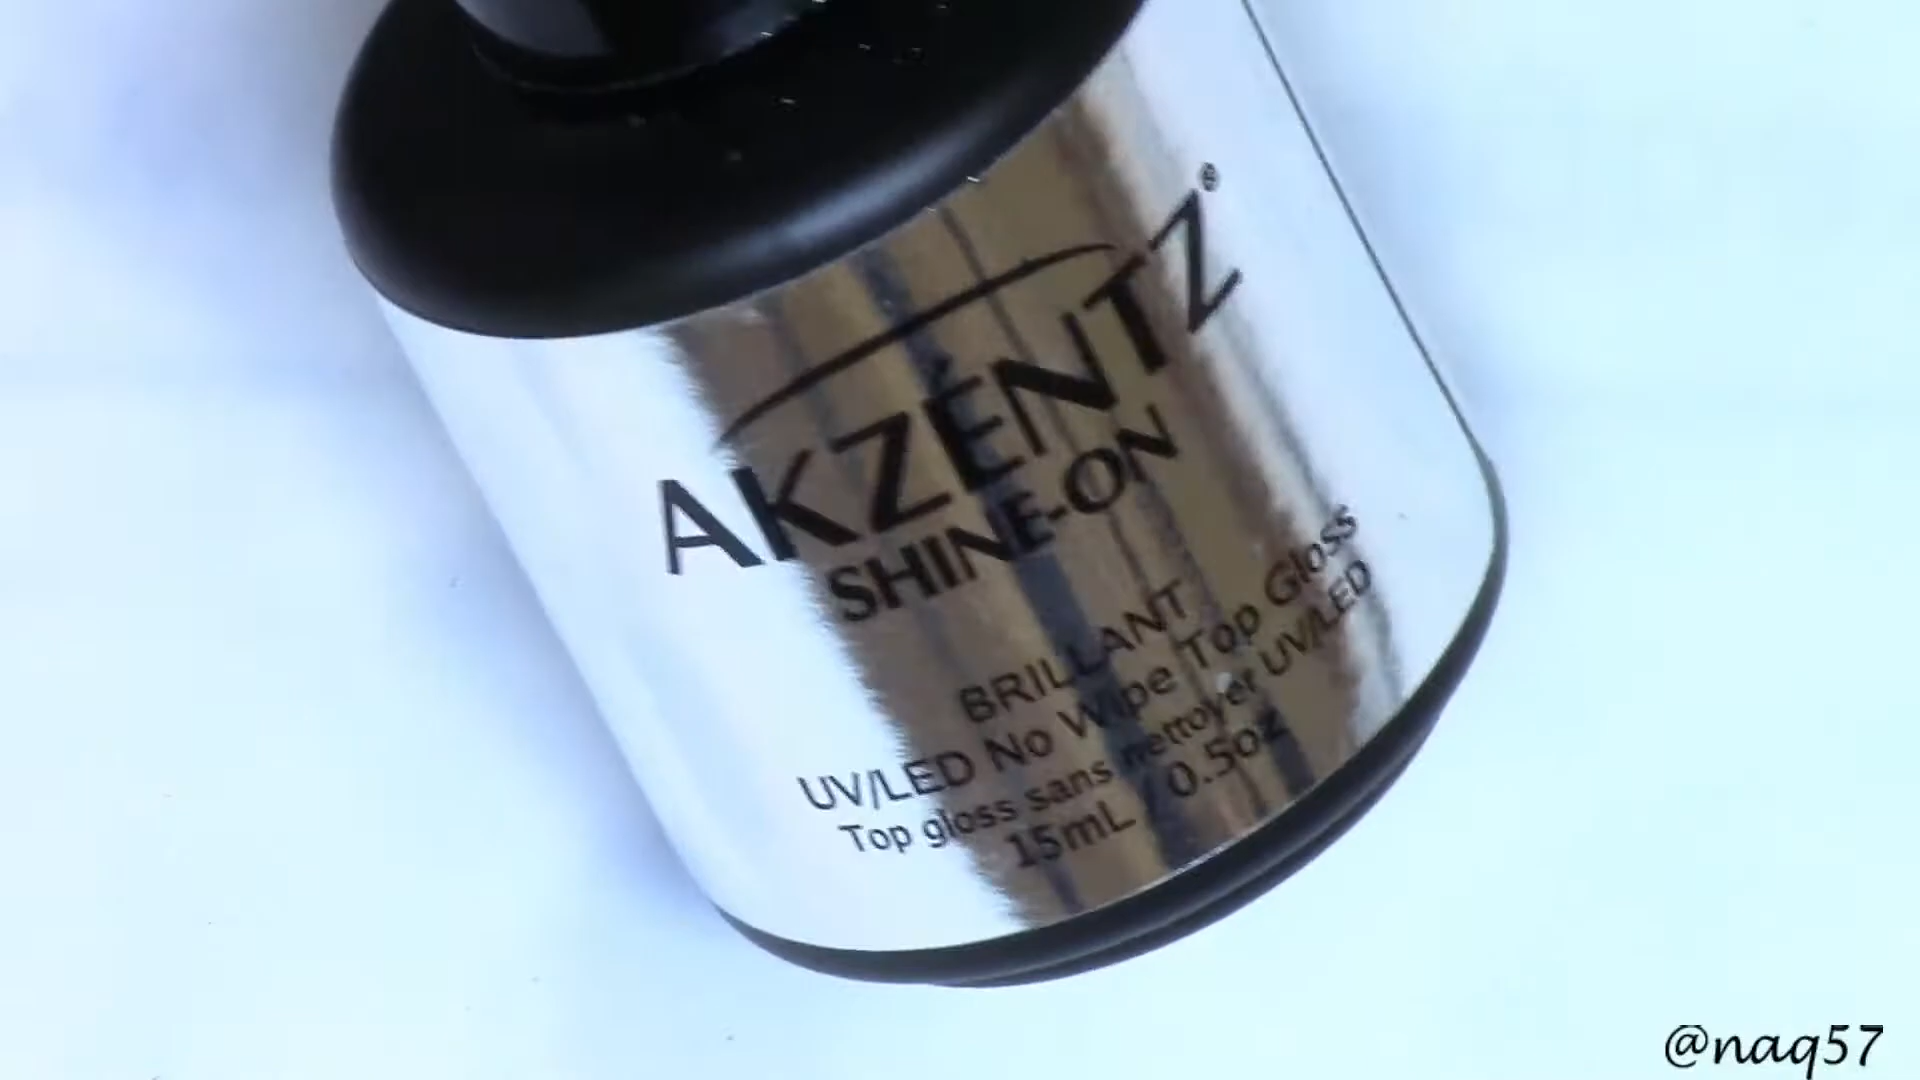 AKZENTZ®
SHINE-ON
BRILLANT
UV/LED No Wipe Top Gloss
Top gloss sans nettoyer UV/LED
15mL / 0.5oz
@naq57